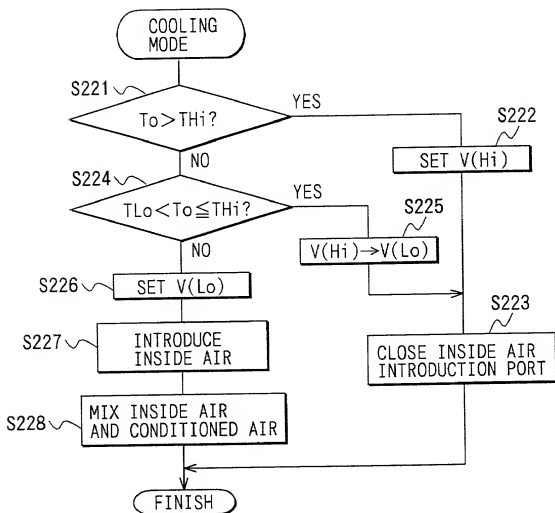 COOLING
MODE
S221
To>THi?
YES
NO
S222
SET V(Hi)
S224
TLo<To≦THi?
YES
NO
S225
V(Hi)→V(Lo)
S226
SET V(Lo)
S227
INTRODUCE
INSIDE AIR
S223
CLOSE INSIDE AIR
INTRODUCTION PORT
S228
MIX INSIDE AIR
AND CONDITIONED AIR
FINISH